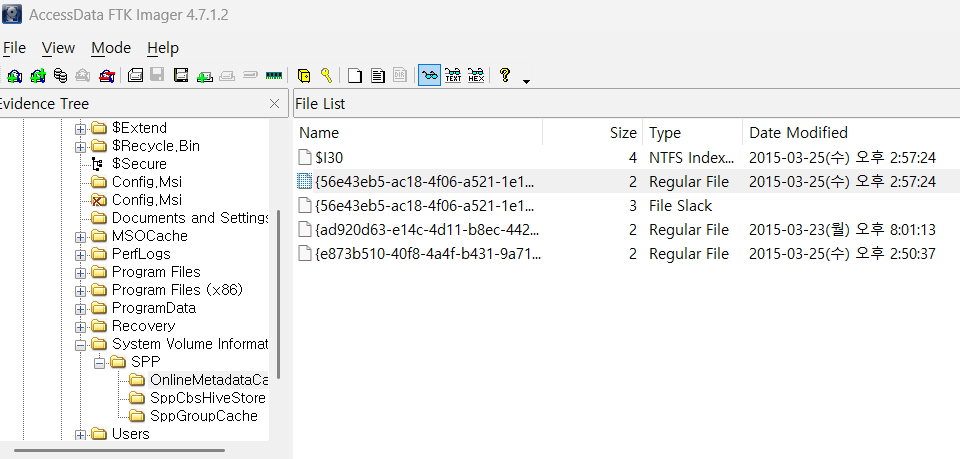 AccessData FTK Imager 4.7.1.2
File View Mode Help
TEXT HEX
Evidence Tree
$Extend
$Recycle.Bin
$Secure
Config.Msi
Config.Msi
Documents and Settings
MSOCache
PerfLogs
Program Files
Program Files (x86)
ProgramData
Recovery
System Volume Informat
SPP
OnlineMetadataCa
SppCbsHiveStore
SppGroupCache
Users
File List
Name Size Type Date Modified
$I30 4 NTFS Index... 2015-03-25(수) 오후 2:57:24
{56e43eb5-ac18-4f06-a521-1e1... 2 Regular File 2015-03-25(수) 오후 2:57:24
{56e43eb5-ac18-4f06-a521-1e1... 3 File Slack
{ad920d63-e14c-4d11-b8ec-442... 2 Regular File 2015-03-23(월) 오후 8:01:13
{e873b510-40f8-4a4f-b431-9a71... 2 Regular File 2015-03-25(수) 오후 2:50:37